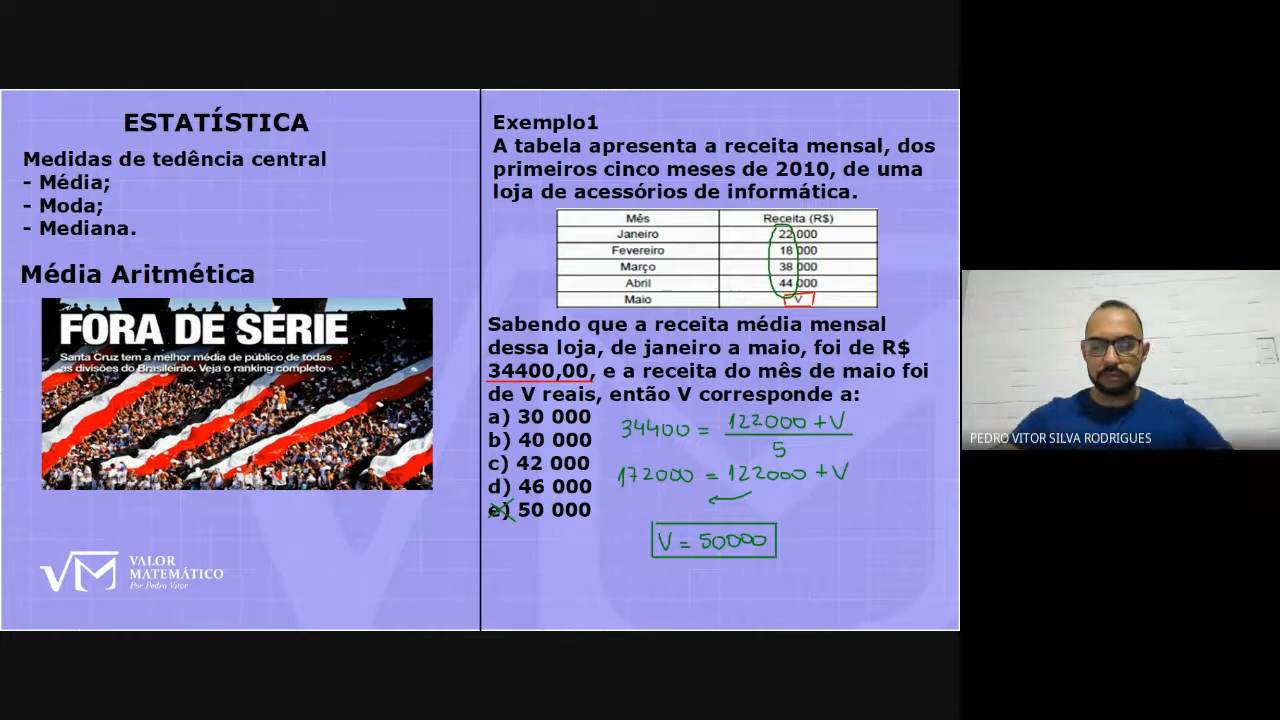 ESTATÍSTICA
Medidas de tedência central
- Média;
- Moda;
- Mediana.
Média Aritmética
FORA DE SÉRIE
Santa Cruz tem a melhor média de público de todas
as divisões do Brasileirão. Veja o ranking completo »
VALOR
MATEMÁTICO
Por Pedro Vitor
Exemplo1
A tabela apresenta a receita mensal, dos
primeiros cinco meses de 2010, de uma
loja de acessórios de informática.
Mês Receita (R$)
Janeiro 22 000
Fevereiro 18 000
Março 38 000
Abril 44 000
Maio V
Sabendo que a receita média mensal
dessa loja, de janeiro a maio, foi de R$
34400,00, e a receita do mês de maio foi
de V reais, então V corresponde a:
a) 30 000
b) 40 000
c) 42 000
d) 46 000
e) 50 000
34400 = 122000 + V
5
172000 = 122000 + V
V = 50000
PEDRO VITOR SILVA RODRIGUES